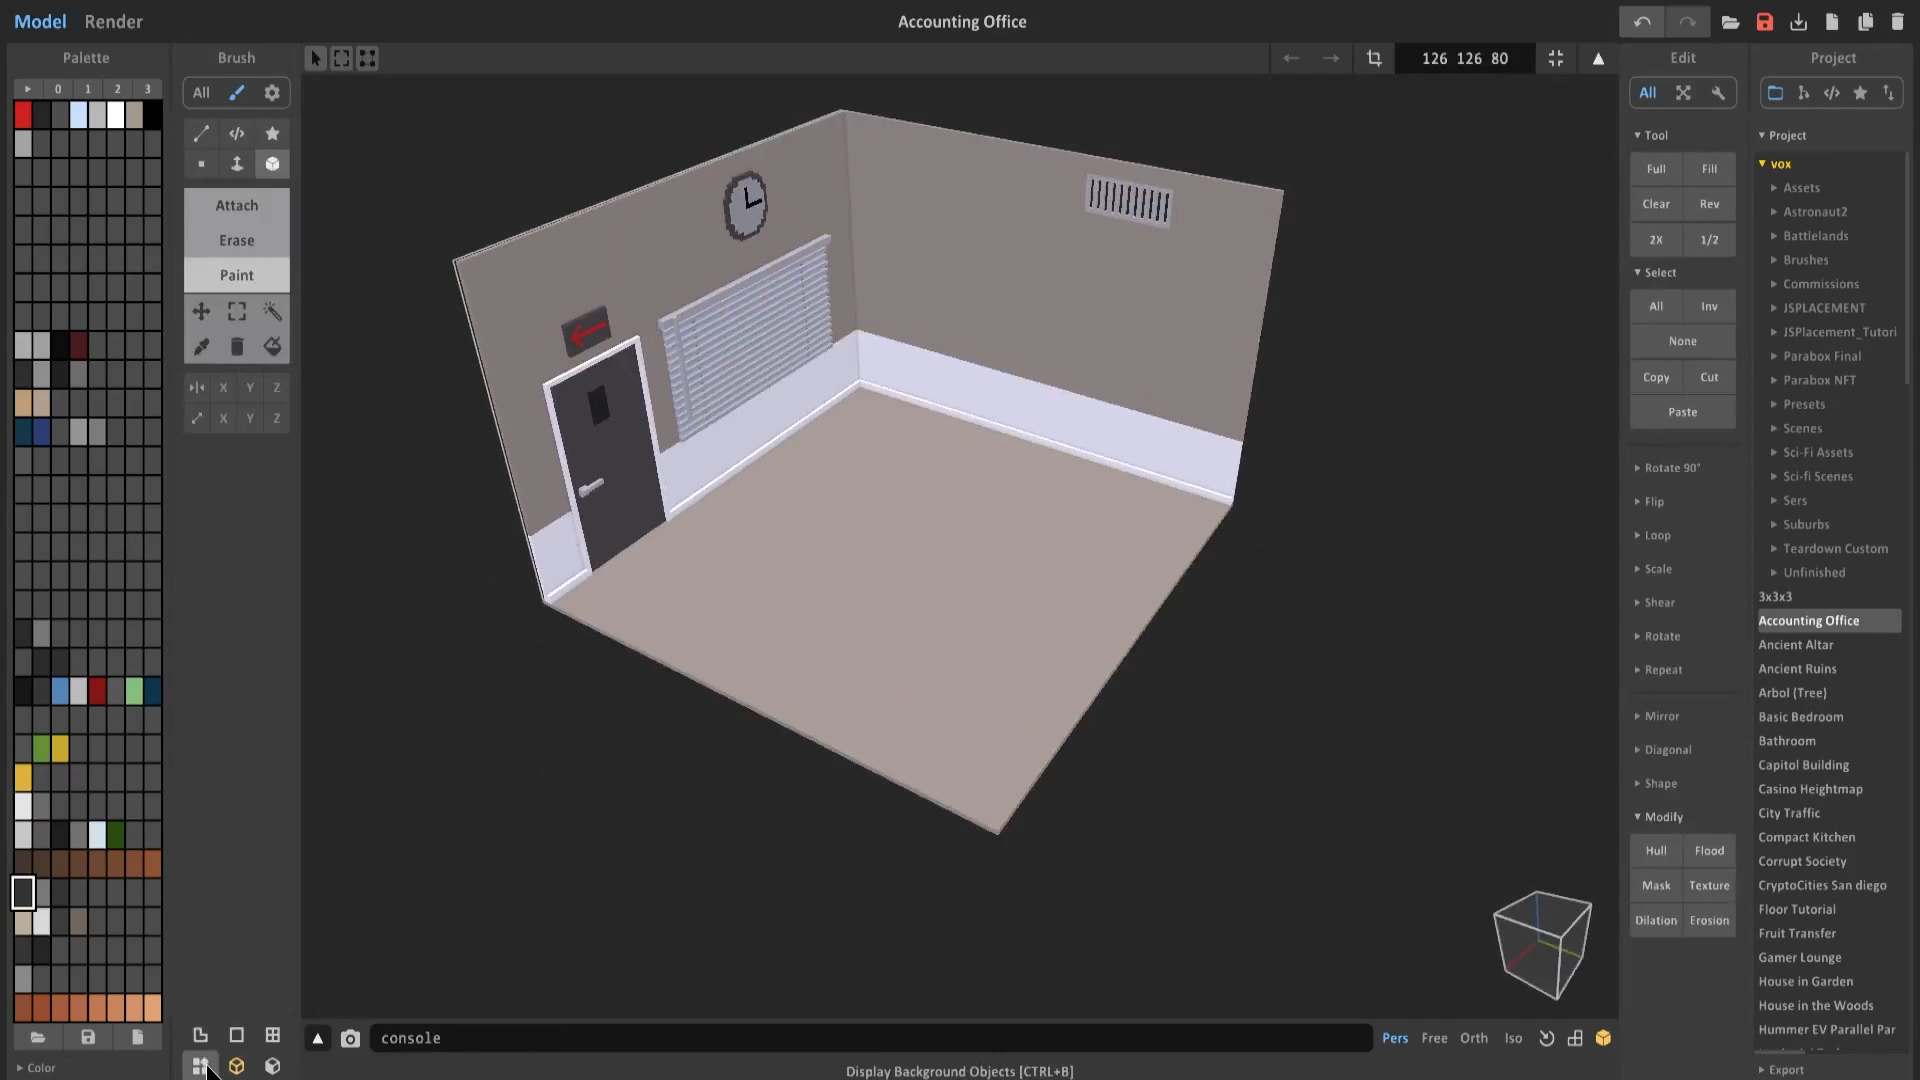 Model Render
Accounting Office
Palette
0 1 2 3
Color
Brush
All
Attach
Erase
Paint
X Y Z
X Y Z
126 126 80
console
Pers Free Orth Iso
Display Background Objects [CTRL+B]
Edit
All
Tool
Full Fill
Clear Rev
2X 1/2
Select
All Inv
None
Copy Cut
Paste
Rotate 90°
Flip
Loop
Scale
Shear
Rotate
Repeat
Mirror
Diagonal
Shape
Modify
Hull Flood
Mask Texture
Dilation Erosion
Project
Project
vox
Assets
Astronaut2
Battlelands
Brushes
Commissions
JSPLACEMENT
JSPlacement_Tutori
Parabox Final
Parabox NFT
Presets
Scenes
Sci-Fi Assets
Sci-fi Scenes
Sers
Suburbs
Teardown Custom
Unfinished
3x3x3
Accounting Office
Ancient Altar
Ancient Ruins
Arbol (Tree)
Basic Bedroom
Bathroom
Capitol Building
Casino Heightmap
City Traffic
Compact Kitchen
Corrupt Society
CryptoCities San diego
Floor Tutorial
Fruit Transfer
Gamer Lounge
House in Garden
House in the Woods
Hummer EV Parallel Par
Export